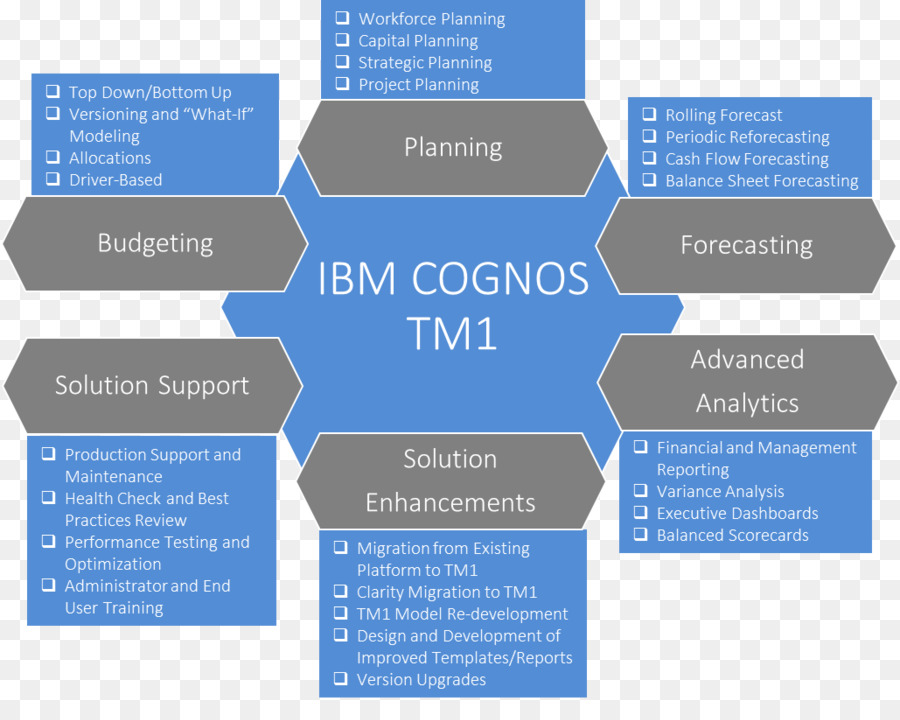 Workforce Planning
Capital Planning
Strategic Planning
Project Planning
Planning
Top Down/Bottom Up
Versioning and “What-If”
Modeling
Allocations
Driver-Based
Budgeting
Rolling Forecast
Periodic Reforecasting
Cash Flow Forecasting
Balance Sheet Forecasting
Forecasting
IBM COGNOS
TM1
Solution Support
Production Support and
Maintenance
Health Check and Best
Practices Review
Performance Testing and
Optimization
Administrator and End
User Training
Advanced
Analytics
Financial and Management
Reporting
Variance Analysis
Executive Dashboards
Balanced Scorecards
Solution
Enhancements
Migration from Existing
Platform to TM1
Clarity Migration to TM1
TM1 Model Re-development
Design and Development of
Improved Templates/Reports
Version Upgrades